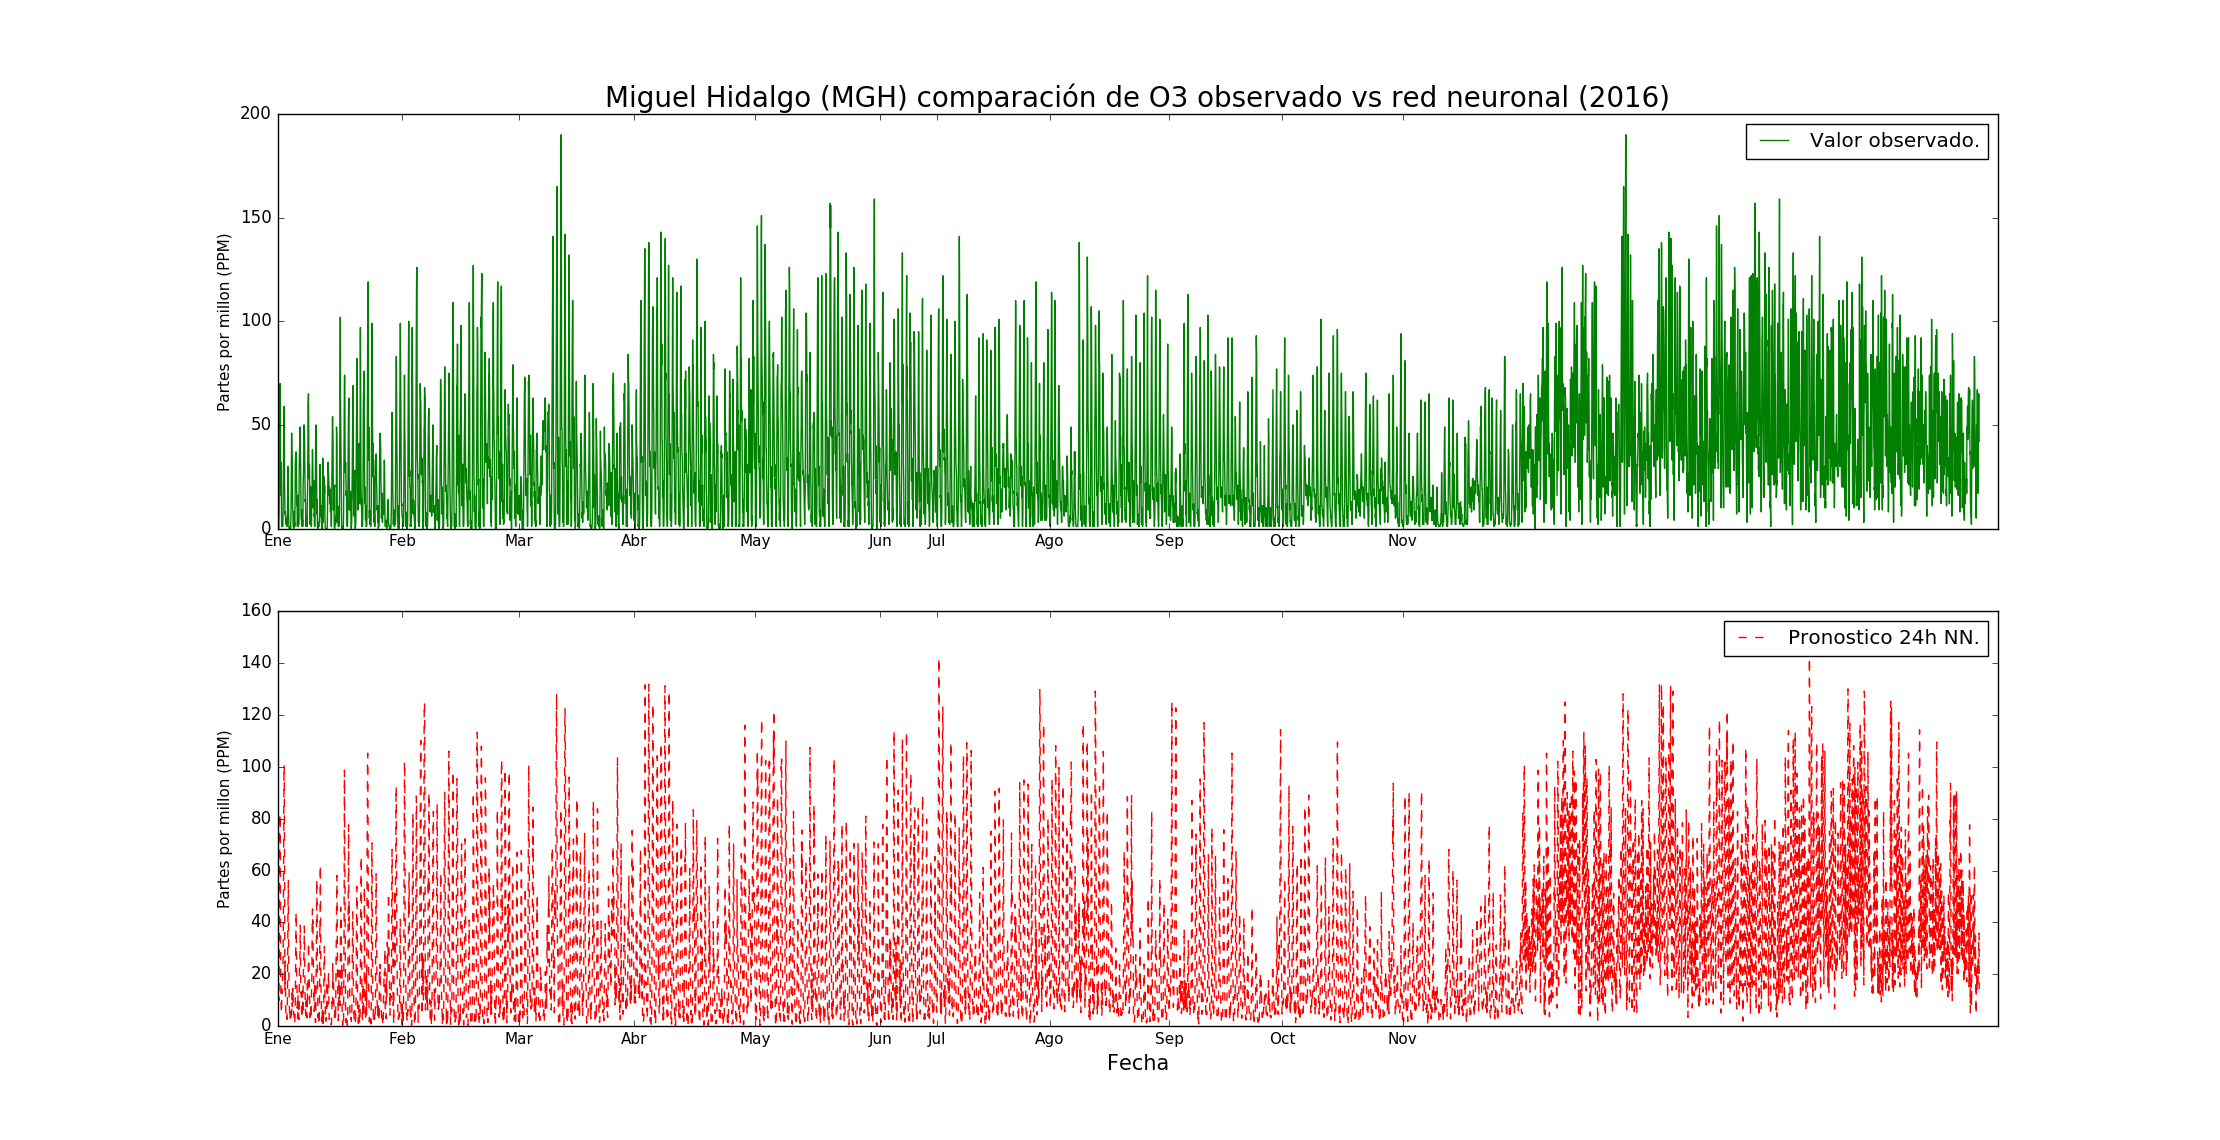 Miguel Hidalgo (MGH) comparación de O3 observado vs red neuronal (2016)
200
150
100
50
0
Partes por millon (PPM)
Valor observado.
Ene Feb Mar Abr May Jun Jul Ago Sep Oct Nov
160
140
120
100
80
60
40
20
0
Partes por millon (PPM)
Pronostico 24h NN.
Ene Feb Mar Abr May Jun Jul Ago Sep Oct Nov
Fecha